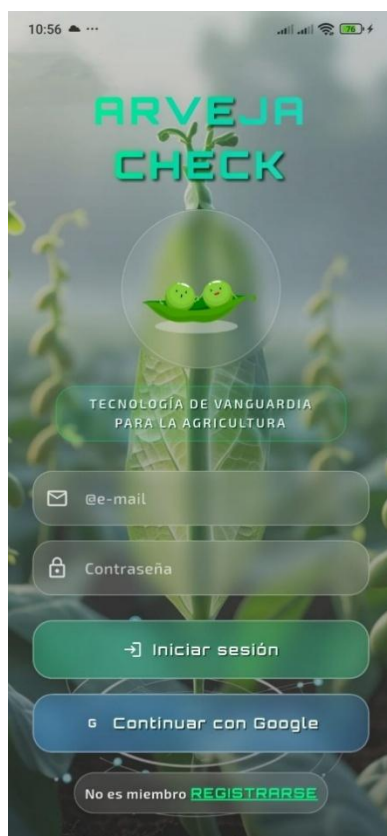 10:56 ...
76
ARVEJA
CHECK
TECNOLOGÍA DE VANGUARDIA
PARA LA AGRICULTURA
@e-mail
Contraseña
Iniciar sesión
G Continuar con Google
No es miembro REGISTRARSE